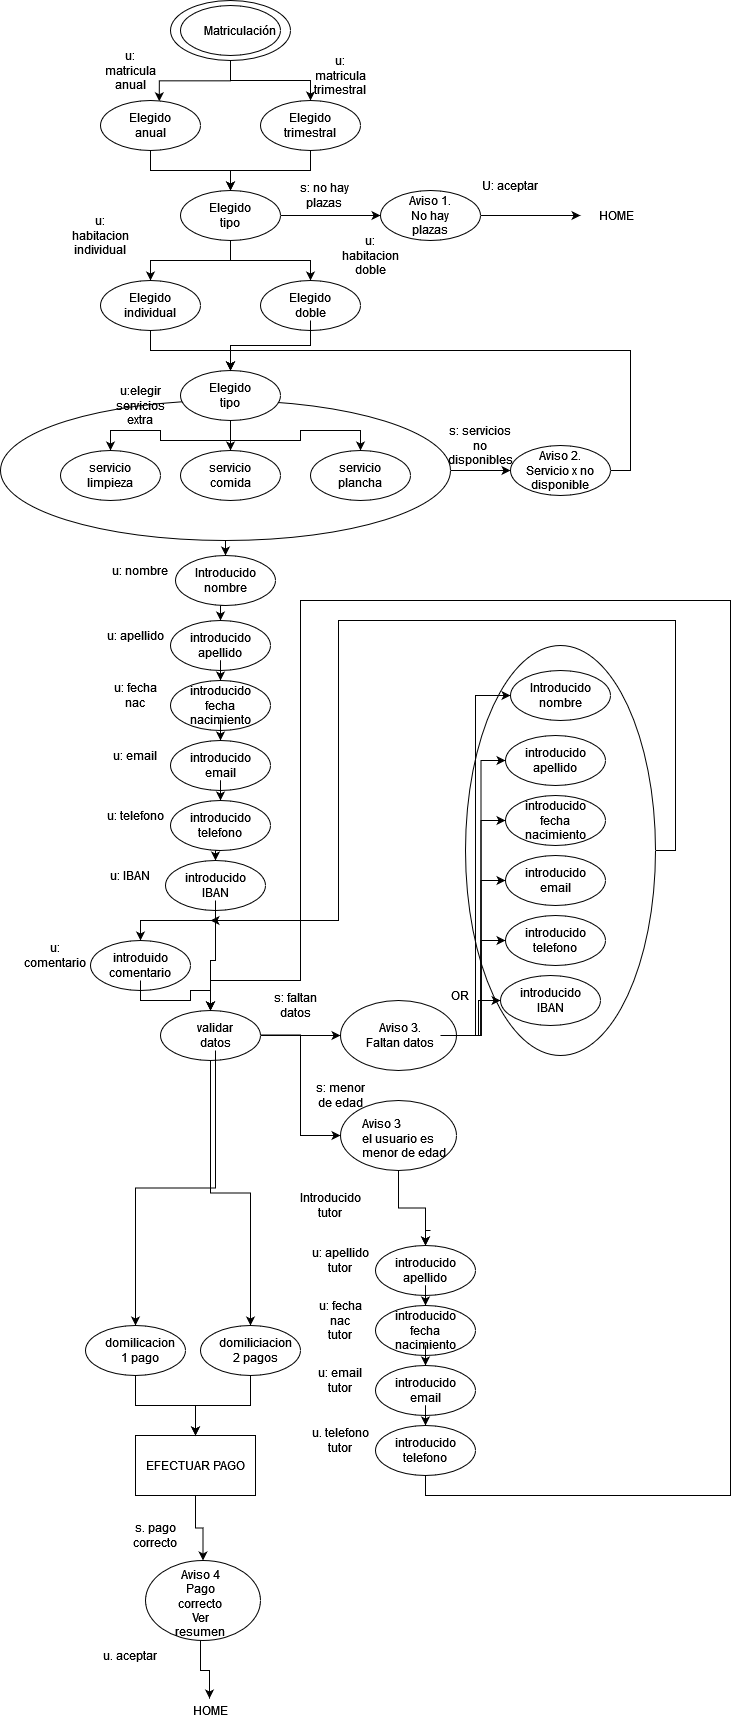 Matriculación
u:
matricula
anual
u:
matricula
trimestral
Elegido
anual
Elegido
trimestral
Elegido
tipo
s: no hay
plazas
Aviso 1.
No hay
plazas
U: aceptar
HOME
u:
habitacion
individual
u:
habitacion
doble
Elegido
individual
Elegido
doble
Elegido
tipo
u:elegir
servicios
extra
servicio
limpieza
servicio
comida
servicio
plancha
s: servicios
no
disponibles
Aviso 2.
Servicio x no
disponible
u: nombre
Introducido
nombre
u: apellido
introducido
apellido
u: fecha
nac
introducido
fecha
nacimiento
u: email
introducido
email
u: telefono
introducido
telefono
u: IBAN
introducido
IBAN
u:
comentario
introduido
comentario
Introducido
nombre
introducido
apellido
introducido
fecha
nacimiento
introducido
email
introducido
telefono
introducido
IBAN
OR
validar
datos
s: faltan
datos
Aviso 3.
Faltan datos
s: menor
de edad
Aviso 3
el usuario es
menor de edad
Introducido
tutor
u: apellido
tutor
introducido
apellido
u: fecha
nac
tutor
introducido
fecha
nacimiento
u: email
tutor
introducido
email
u. telefono
tutor
introducido
telefono
domilicacion
1 pago
domiliciacion
2 pagos
EFECTUAR PAGO
s. pago
correcto
Aviso 4
Pago
correcto
Ver
resumen
u. aceptar
HOME